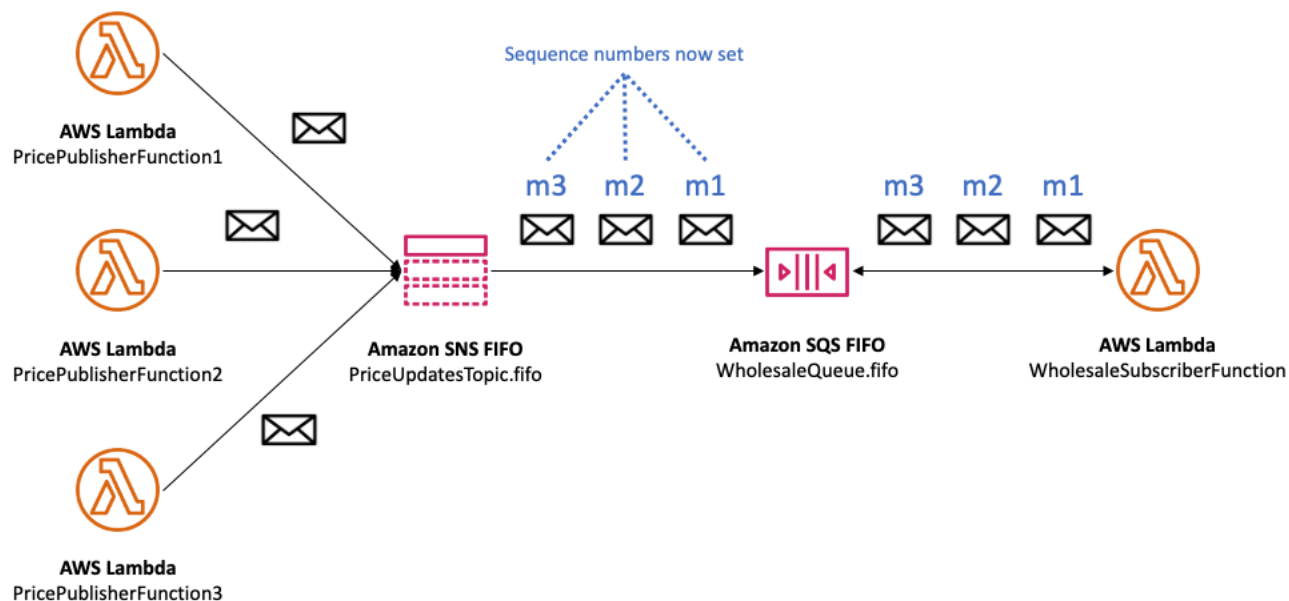 Sequence numbers now set
AWS Lambda
PricePublisherFunction1
m3 m2 m1
m3 m2 m1
AWS Lambda
PricePublisherFunction2
Amazon SNS FIFO
PriceUpdatesTopic.fifo
Amazon SQS FIFO
WholesaleQueue.fifo
AWS Lambda
WholesaleSubscriberFunction
AWS Lambda
PricePublisherFunction3